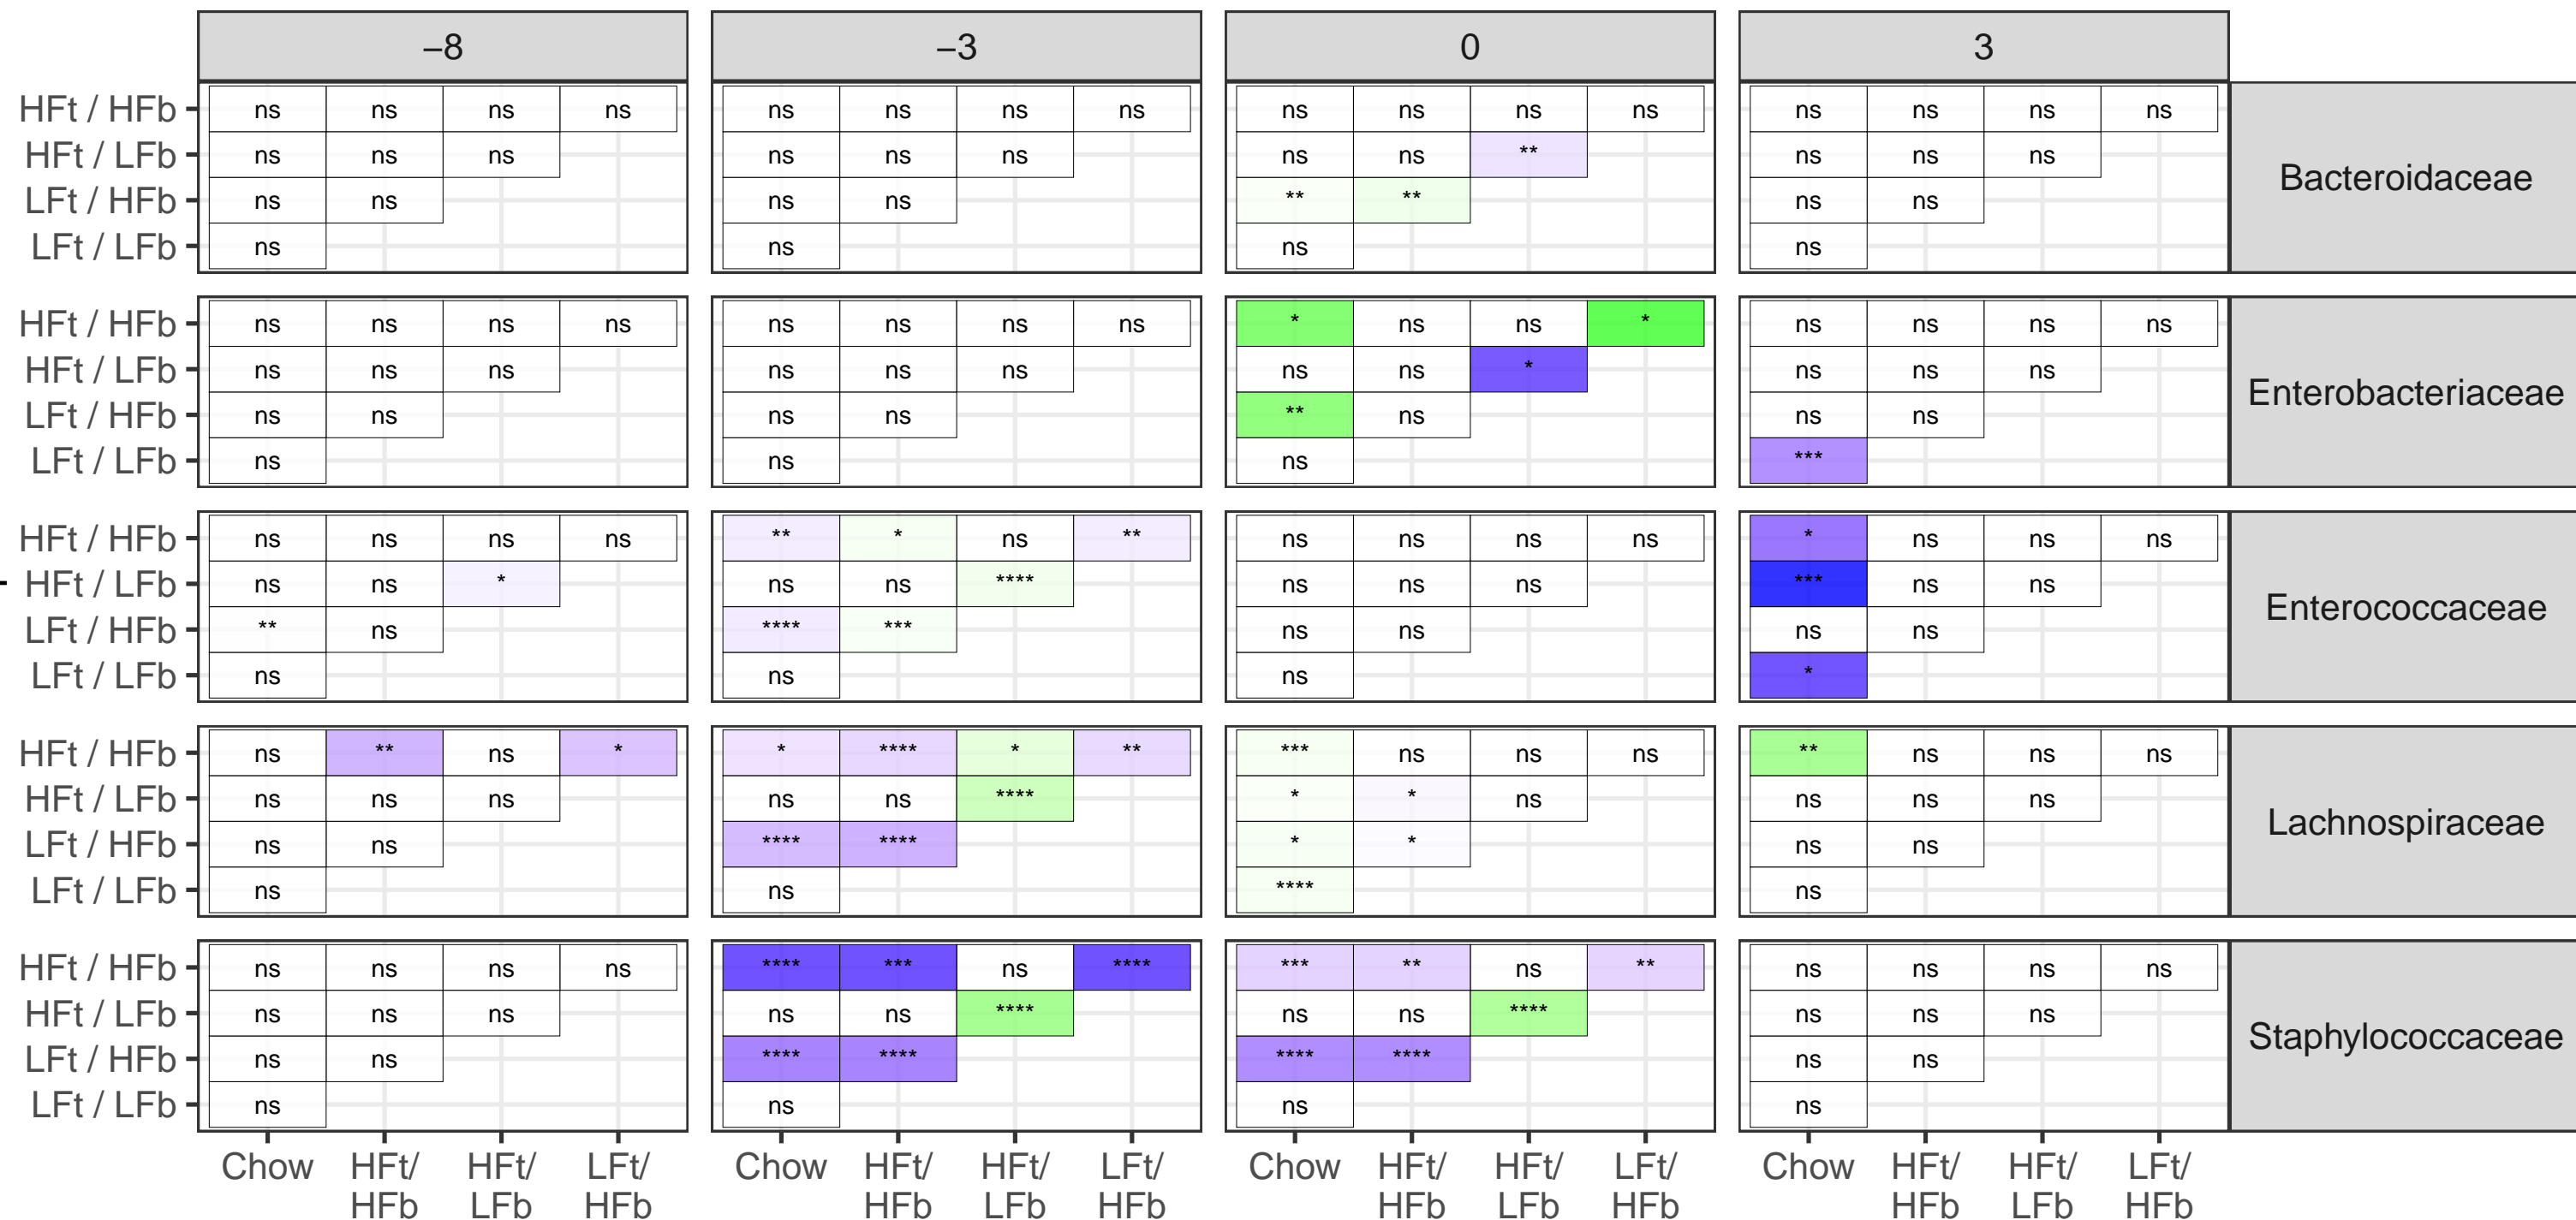 −8 −3 0 3
HFt / HFb ns ns ns ns ns ns ns ns ns ns ns ns ns ns ns ns
HFt / LFb ns ns ns ns ns ns ns ns ** ns ns ns
LFt / HFb ns ns ns ns ** ** ns ns
LFt / LFb ns ns ns ns
Bacteroidaceae
HFt / HFb ns ns ns ns ns ns ns ns * ns ns * ns ns ns ns
HFt / LFb ns ns ns ns ns ns ns ns * ns ns ns
LFt / HFb ns ns ns ns ** ns ns ns
LFt / LFb ns ns ns ***
Enterobacteriaceae
HFt / HFb ns ns ns ns ** * ns ** ns ns ns ns * ns ns ns
HFt / LFb ns ns * ns ns **** ns ns ns *** ns ns
LFt / HFb ** ns **** *** ns ns ns ns
LFt / LFb ns ns ns *
Enterococcaceae
HFt / HFb ns ** ns * * **** * ** *** ns ns ns ** ns ns ns
HFt / LFb ns ns ns ns ns **** * * ns ns ns ns
LFt / HFb ns ns **** **** * * ns ns
LFt / LFb ns ns **** ns
Lachnospiraceae
HFt / HFb ns ns ns ns **** *** ns **** *** ** ns ** ns ns ns ns
HFt / LFb ns ns ns ns ns **** ns ns **** ns ns ns
LFt / HFb ns ns **** **** **** **** ns ns
LFt / LFb ns ns ns ns
Staphylococcaceae
Chow HFt/ HFt/ LFt/ Chow HFt/ HFt/ LFt/ Chow HFt/ HFt/ LFt/ Chow HFt/ HFt/ LFt/
HFb LFb HFb HFb LFb HFb HFb LFb HFb HFb LFb HFb